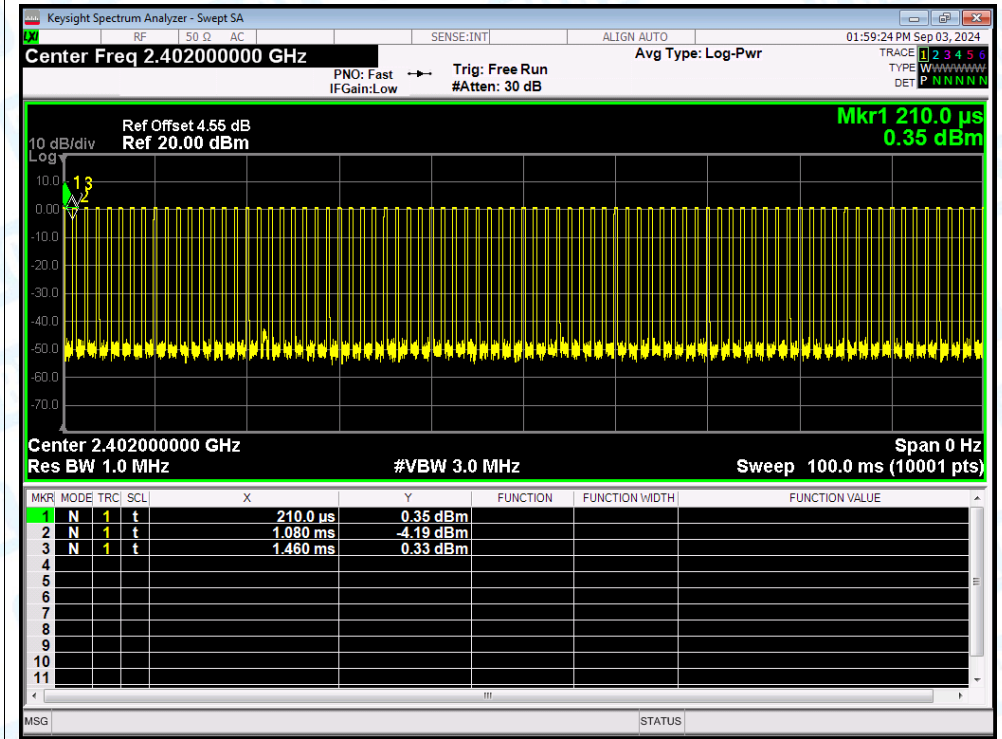 Keysight Spectrum Analyzer - Swept SA
LXI RF 50 Ω AC SENSE:INT ALIGN AUTO 01:59:24 PM Sep 03, 2024
Center Freq 2.402000000 GHz Avg Type: Log-Pwr TRACE 1 2 3 4 5 6
PNO: Fast Trig: Free Run TYPE WWWWWW
IFGain:Low #Atten: 30 dB DET P N N N N N
Mkr1 210.0 µs
Ref Offset 4.55 dB 0.35 dBm
10 dB/div Ref 20.00 dBm
Log
10.0
0.00
-10.0
-20.0
-30.0
-40.0
-50.0
-60.0
-70.0
1 3
2
Center 2.402000000 GHz Span 0 Hz
Res BW 1.0 MHz #VBW 3.0 MHz Sweep 100.0 ms (10001 pts)
MKR MODE TRC SCL X Y FUNCTION FUNCTION WIDTH FUNCTION VALUE
1 N 1 t 210.0 µs 0.35 dBm
2 N 1 t 1.080 ms -4.19 dBm
3 N 1 t 1.460 ms 0.33 dBm
4
5
6
7
8
9
10
11
MSG STATUS